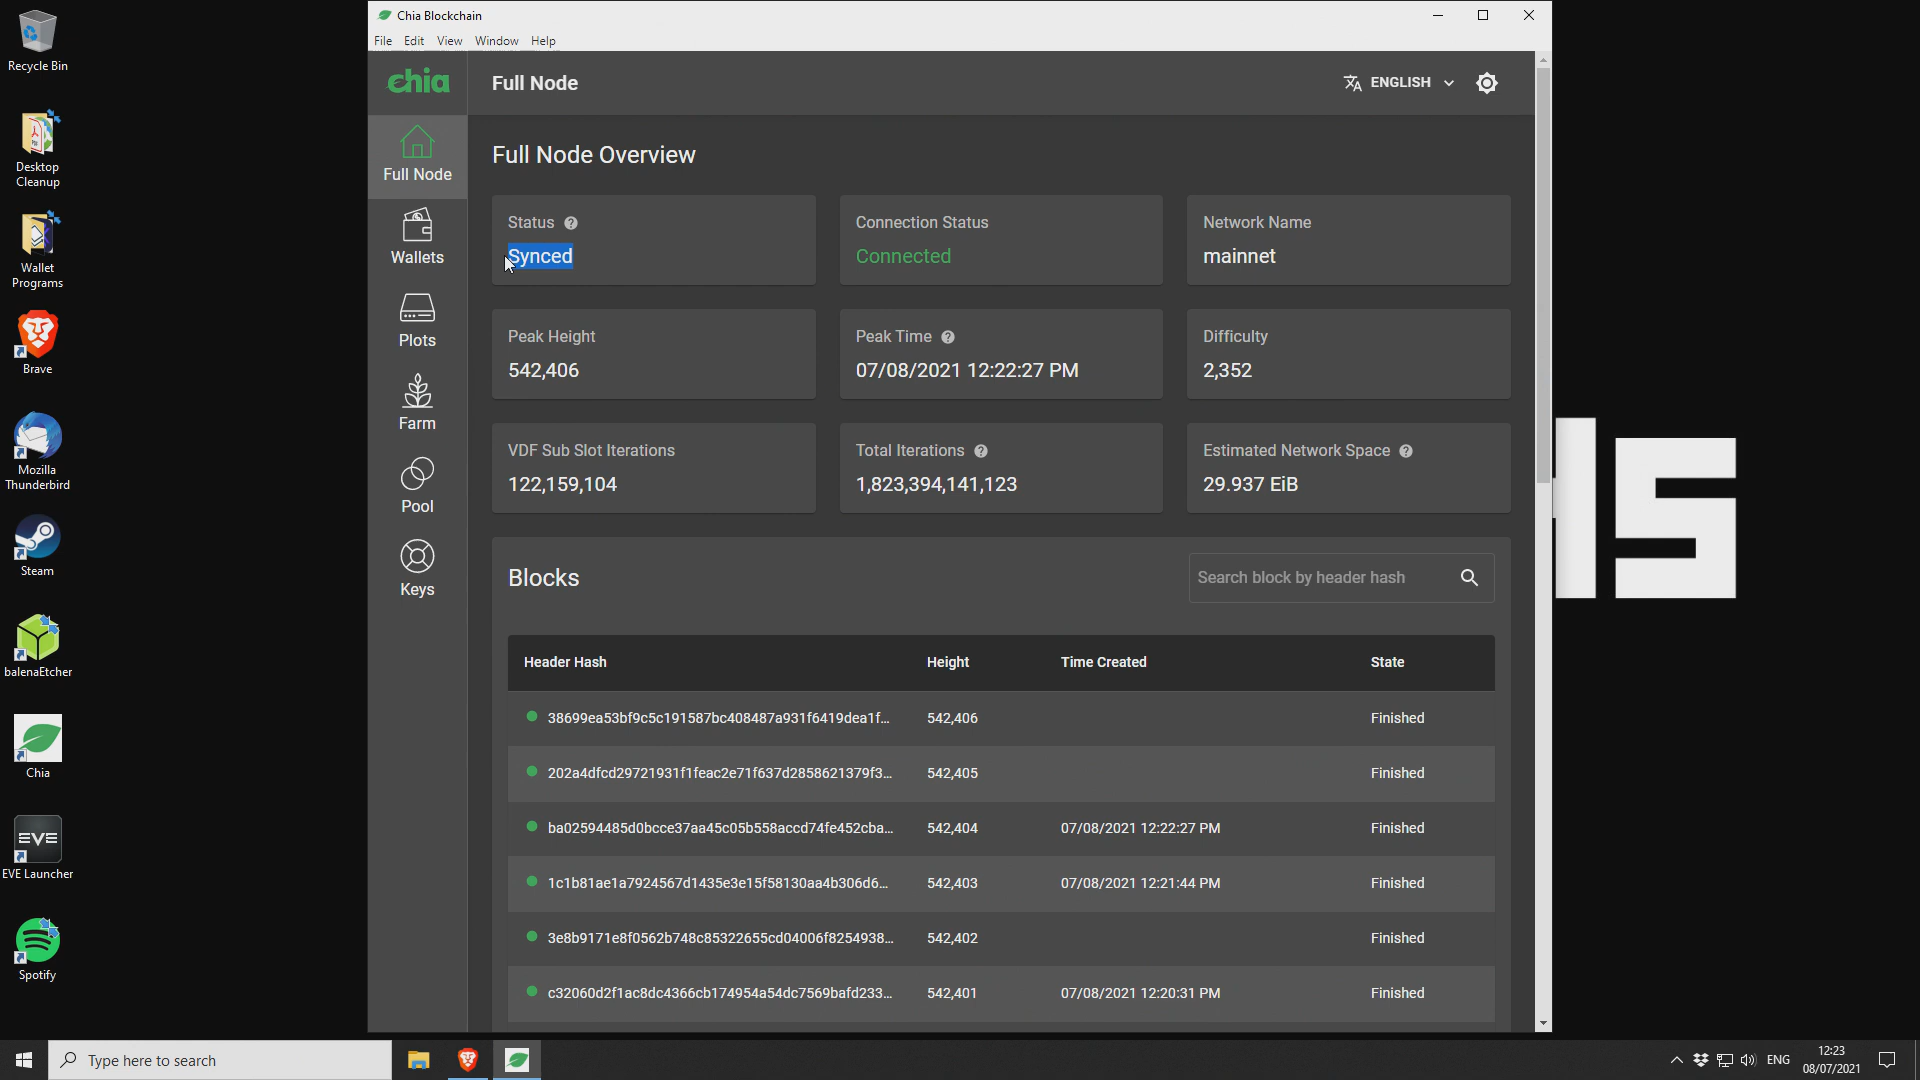 Recycle Bin
Desktop
Cleanup
Wallet
Programs
Brave
Mozilla
Thunderbird
Steam
balenaEtcher
Chia
EVE
EVE Launcher
Spotify
Chia Blockchain
File Edit View Window Help
chia
Full Node
ENGLISH
Full Node
Wallets
Plots
Farm
Pool
Keys
Full Node Overview
Status
Synced
Connection Status
Connected
Network Name
mainnet
Peak Height
542,406
Peak Time
07/08/2021 12:22:27 PM
Difficulty
2,352
VDF Sub Slot Iterations
122,159,104
Total Iterations
1,823,394,141,123
Estimated Network Space
29.937 EiB
Blocks
Search block by header hash
Header Hash Height Time Created State
38699ea53bf9c5c191587bc408487a931f6419dea1f... 542,406 Finished
202a4dfcd29721931f1feac2e71f637d2858621379f3... 542,405 Finished
ba02594485d0bcce37aa45c05b558accd74fe452cba... 542,404 07/08/2021 12:22:27 PM Finished
1c1b81ae1a7924567d1435e3e15f58130aa4b306d6... 542,403 07/08/2021 12:21:44 PM Finished
3e8b9171e8f0562b748c85322655cd04006f8254938... 542,402 Finished
c32060d2f1ac8dc4366cb174954a54dc7569bafd233... 542,401 07/08/2021 12:20:31 PM Finished
Type here to search
ENG
12:23
08/07/2021